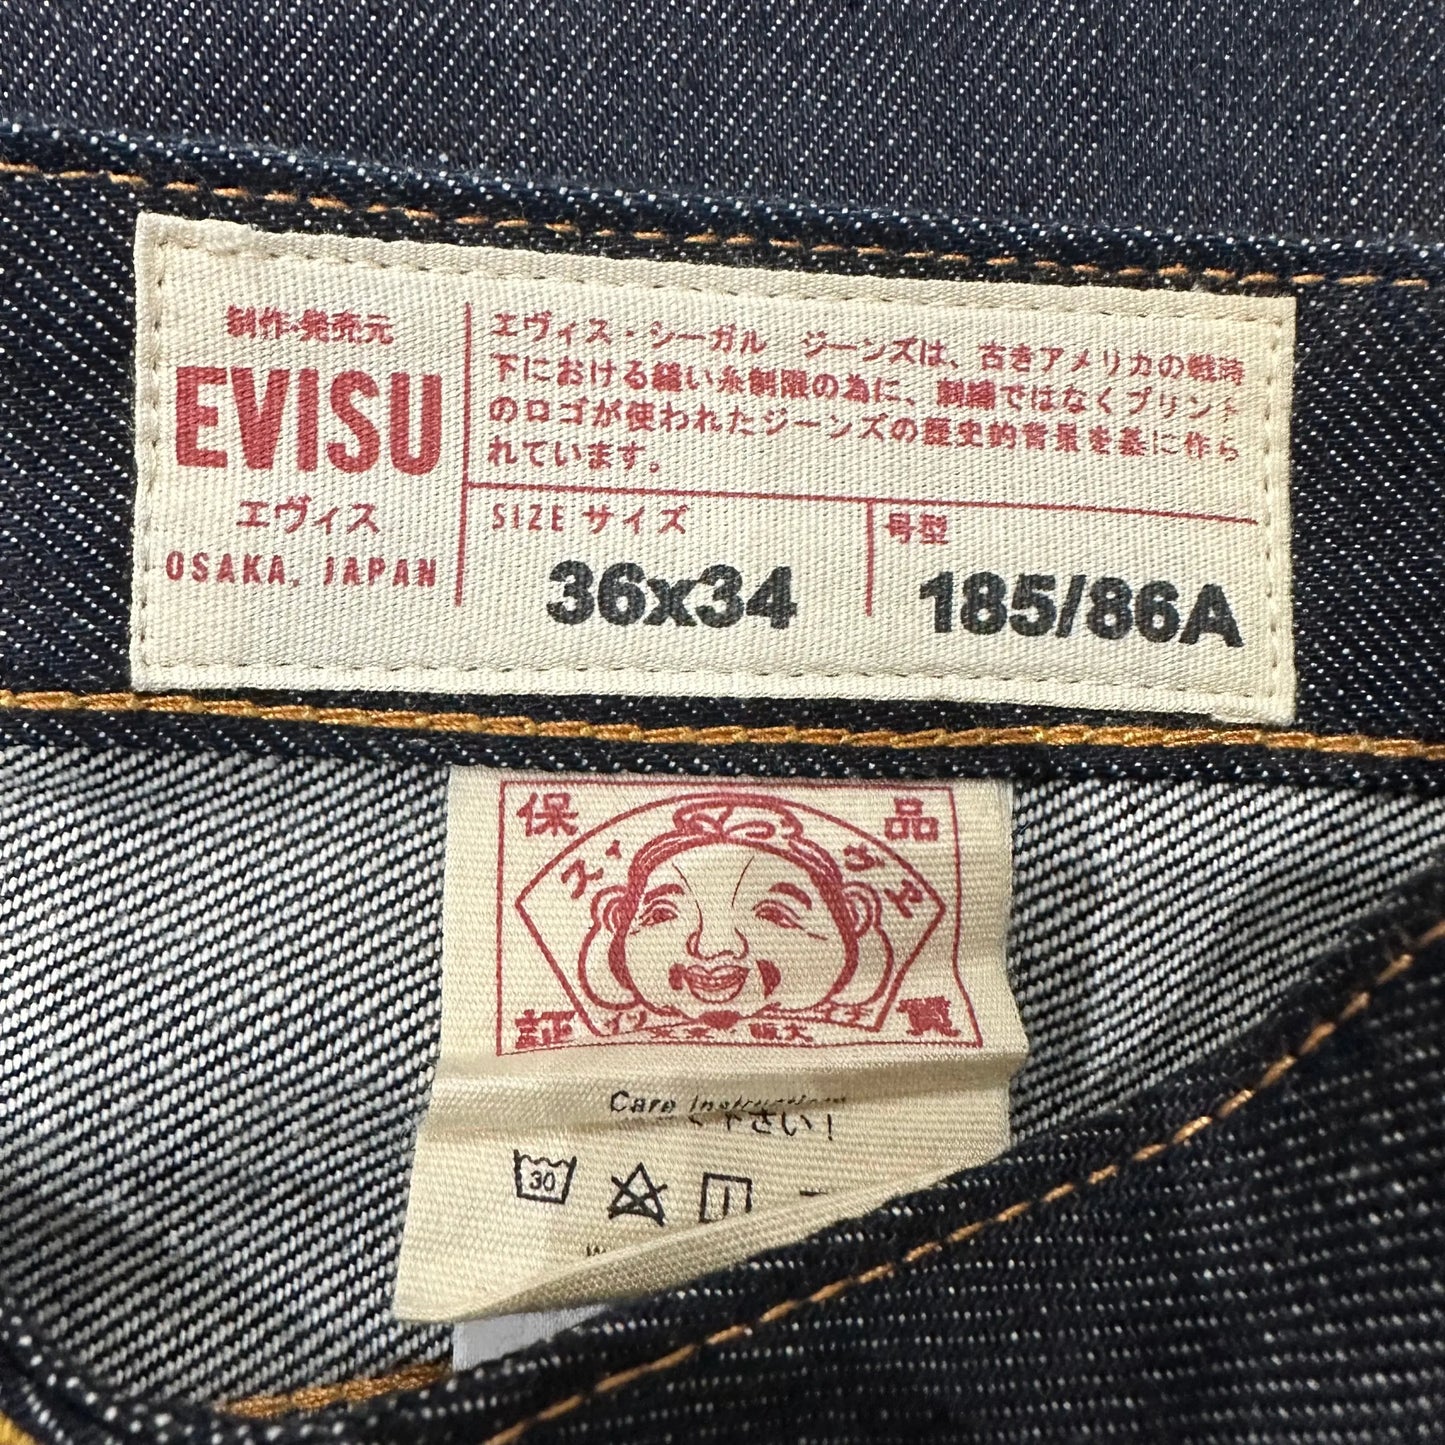 制作・発売元
EVISU
エヴィス
OSAKA, JAPAN
エヴィス・シーガル ジーンズは、古きアメリカの戦時
下における縫い糸制限の為に、刺繍ではなくプリント
のロゴが使われたジーンズの歴史的背景を基に作ら
れています。
SIZE サイズ
36x34
号型
185/86A
保 品
証 質
Care Instructions
下さい!
30